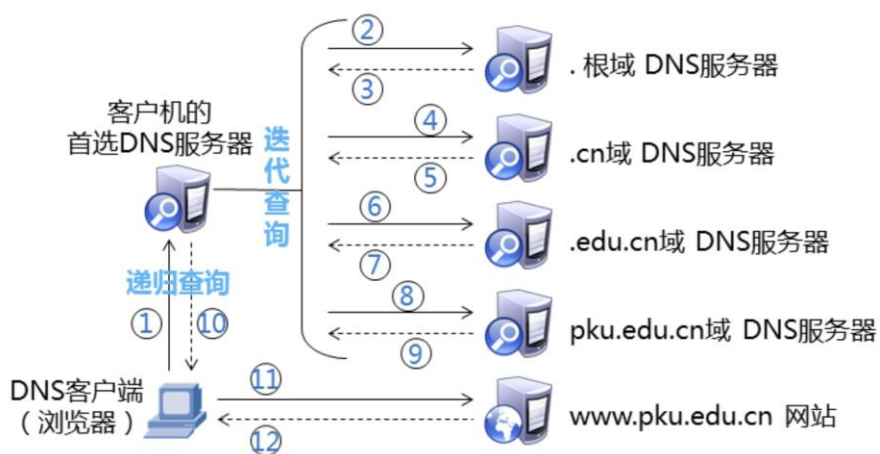 ②
. 根域 DNS服务器
③
客户机的
首选DNS服务器
迭代查询
④
.cn域 DNS服务器
⑤
⑥
.edu.cn域 DNS服务器
⑦
递归查询
①
⑩
⑧
pku.edu.cn域 DNS服务器
⑨
DNS客户端
（浏览器）
⑪
www.pku.edu.cn 网站
⑫